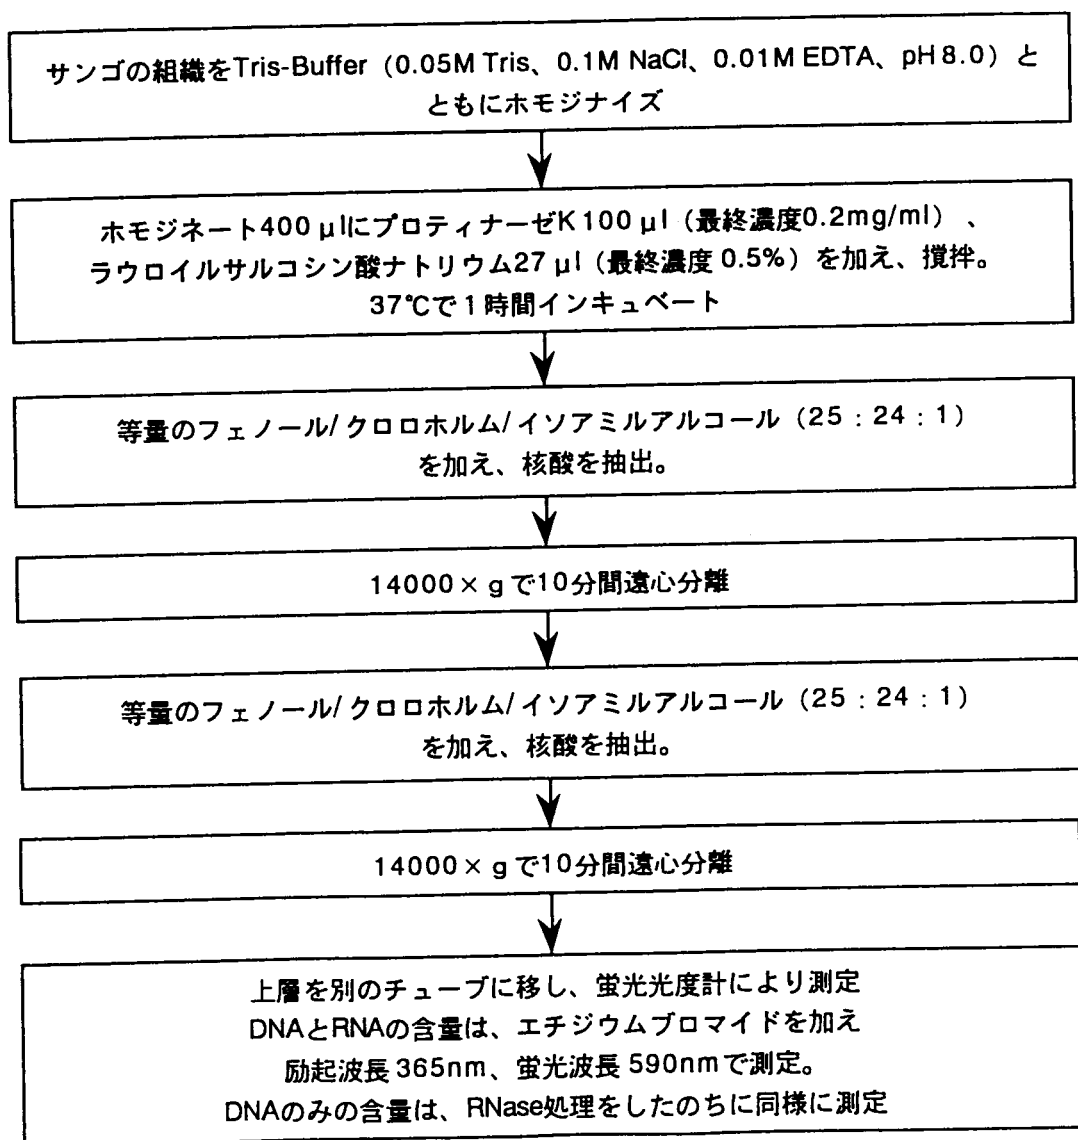 サンゴの組織をTris-Buffer（0.05M Tris、0.1M NaCl、0.01M EDTA、pH 8.0）と
ともにホモジナイズ
ホモジネート400 μlにプロティナーゼK 100 μl（最終濃度0.2mg/ml）、
ラウロイルサルコシン酸ナトリウム27 μl（最終濃度 0.5%）を加え、撹拌。
37℃で１時間インキュベート
等量のフェノール/ クロロホルム/ イソアミルアルコール（25：24：1）
を加え、核酸を抽出。
14000×ｇで10分間遠心分離
等量のフェノール/ クロロホルム/ イソアミルアルコール（25：24：1）
を加え、核酸を抽出。
14000×ｇで10分間遠心分離
上層を別のチューブに移し、蛍光光度計により測定
DNAとRNAの含量は、エチジウムブロマイドを加え
励起波長 365nm、蛍光波長 590nmで測定。
DNAのみの含量は、RNase処理をしたのちに同様に測定